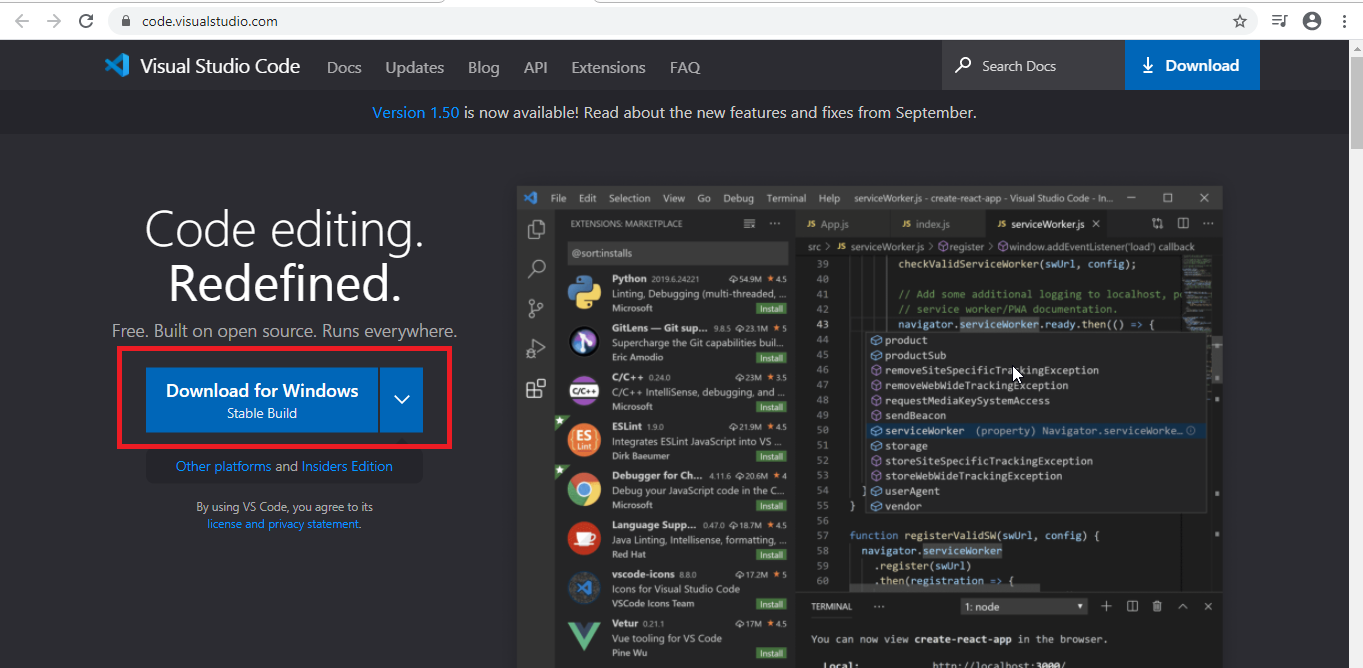 code.visualstudio.com
Visual Studio Code
Docs Updates Blog API Extensions FAQ
Search Docs
Download
Version 1.50 is now available! Read about the new features and fixes from September.
Code editing.
Redefined.
Free. Built on open source. Runs everywhere.
Download for Windows
Stable Build
Other platforms and Insiders Edition
By using VS Code, you agree to its
license and privacy statement.
File Edit Selection View Go Debug Terminal Help serviceWorker.js - create-react-app - Visual Studio Code - In...
EXTENSIONS: MARKETPLACE
@sort:installs
Python 2019.6.24221 54.9M 4.5
Linting, Debugging (multi-threaded, ...
Microsoft Install
GitLens — Git sup... 9.8.5 23.1M 5
Supercharge the Git capabilities buil...
Eric Amodio Install
C/C++ 0.24.0 23M 3.5
C/C++ IntelliSense, debugging, and ...
Microsoft Install
ESLint 1.9.0 21.9M 4.5
Integrates ESLint JavaScript into VS ...
Dirk Baeumer Install
Debugger for Ch... 4.11.6 20.6M 4
Debug your JavaScript code in the C...
Microsoft Install
Language Supp... 0.47.0 18.7M 4.5
Java Linting, Intellisense, formatting, ...
Red Hat Install
vscode-icons 8.8.0 17.2M 5
Icons for Visual Studio Code
VSCode Icons Team Install
Vetur 0.21.1 17M 4.5
Vue tooling for VS Code
Pine Wu Install
C/C++
ES
Lint
JS App.js JS index.js JS serviceWorker.js
src > JS serviceWorker.js > register > window.addEventListener('load') callback
39 checkValidServiceWorker(swUrl, config);
40
41 // Add some additional logging to localhost, p
42 // service worker/PWA documentation.
43 navigator.serviceWorker.ready.then(() => {
44 product
45 productSub
46 removeSiteSpecificTrackingException
47 removeWebWideTrackingException
48 requestMediaKeySystemAccess
49 sendBeacon
50 serviceWorker (property) Navigator.serviceWorke...
51 storage
52 storeSiteSpecificTrackingException
53 storeWebWideTrackingException
54 } userAgent
55 } vendor
56
57 function registerValidSW(swUrl, config) {
58 navigator.serviceWorker
59 .register(swUrl)
60 .then(registration => {
TERMINAL ... 1: node
You can now view create-react-app in the browser.
Local: http://localhost:3000/